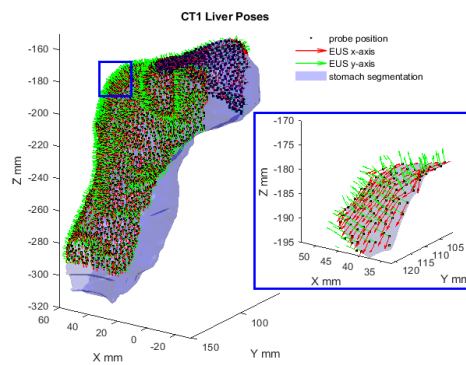 CT1 Liver Poses
probe position
EUS x-axis
EUS y-axis
stomach segmentation
-160
-180
-200
-220
-240
-260
-280
-300
-320
Z mm
60
40
20
0
-20
X mm
150
100
Y mm
-170
-175
-180
-185
-190
-195
Z mm
50
45
40
35
X mm
120
115
110
105
Y mm